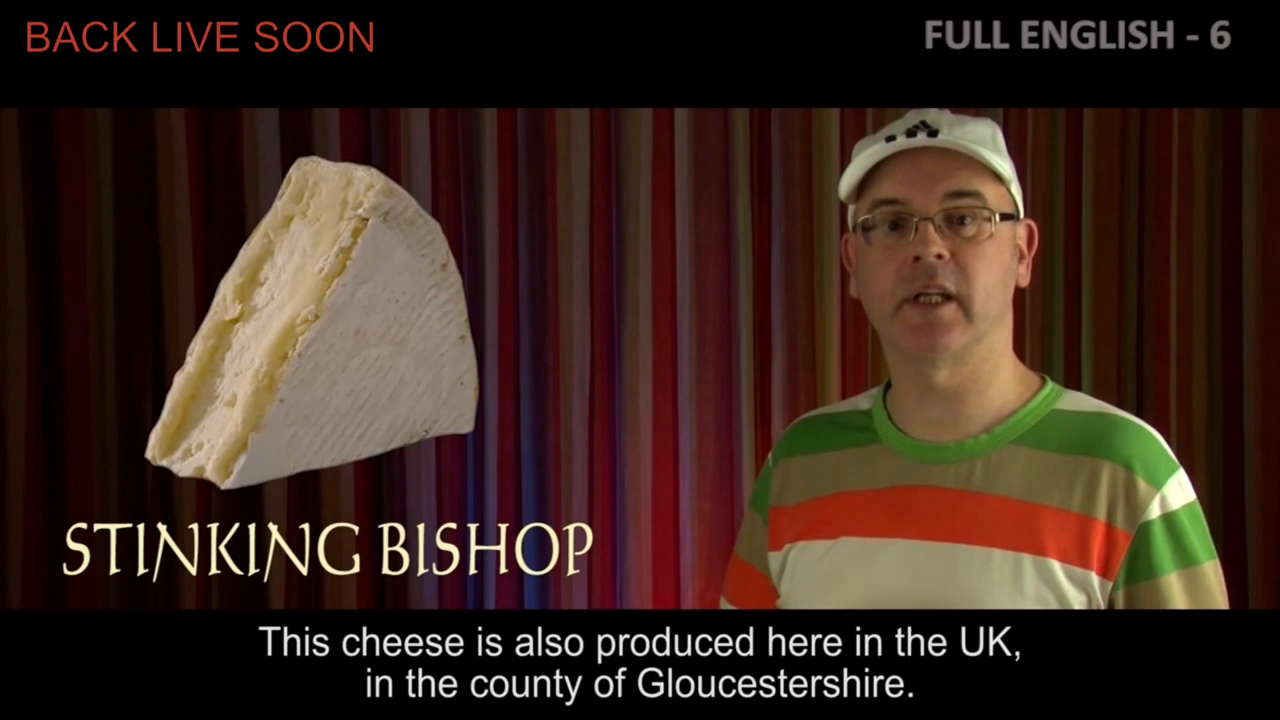 BACK LIVE SOON
FULL ENGLISH - 6
STINKING BISHOP
This cheese is also produced here in the UK,
in the county of Gloucestershire.